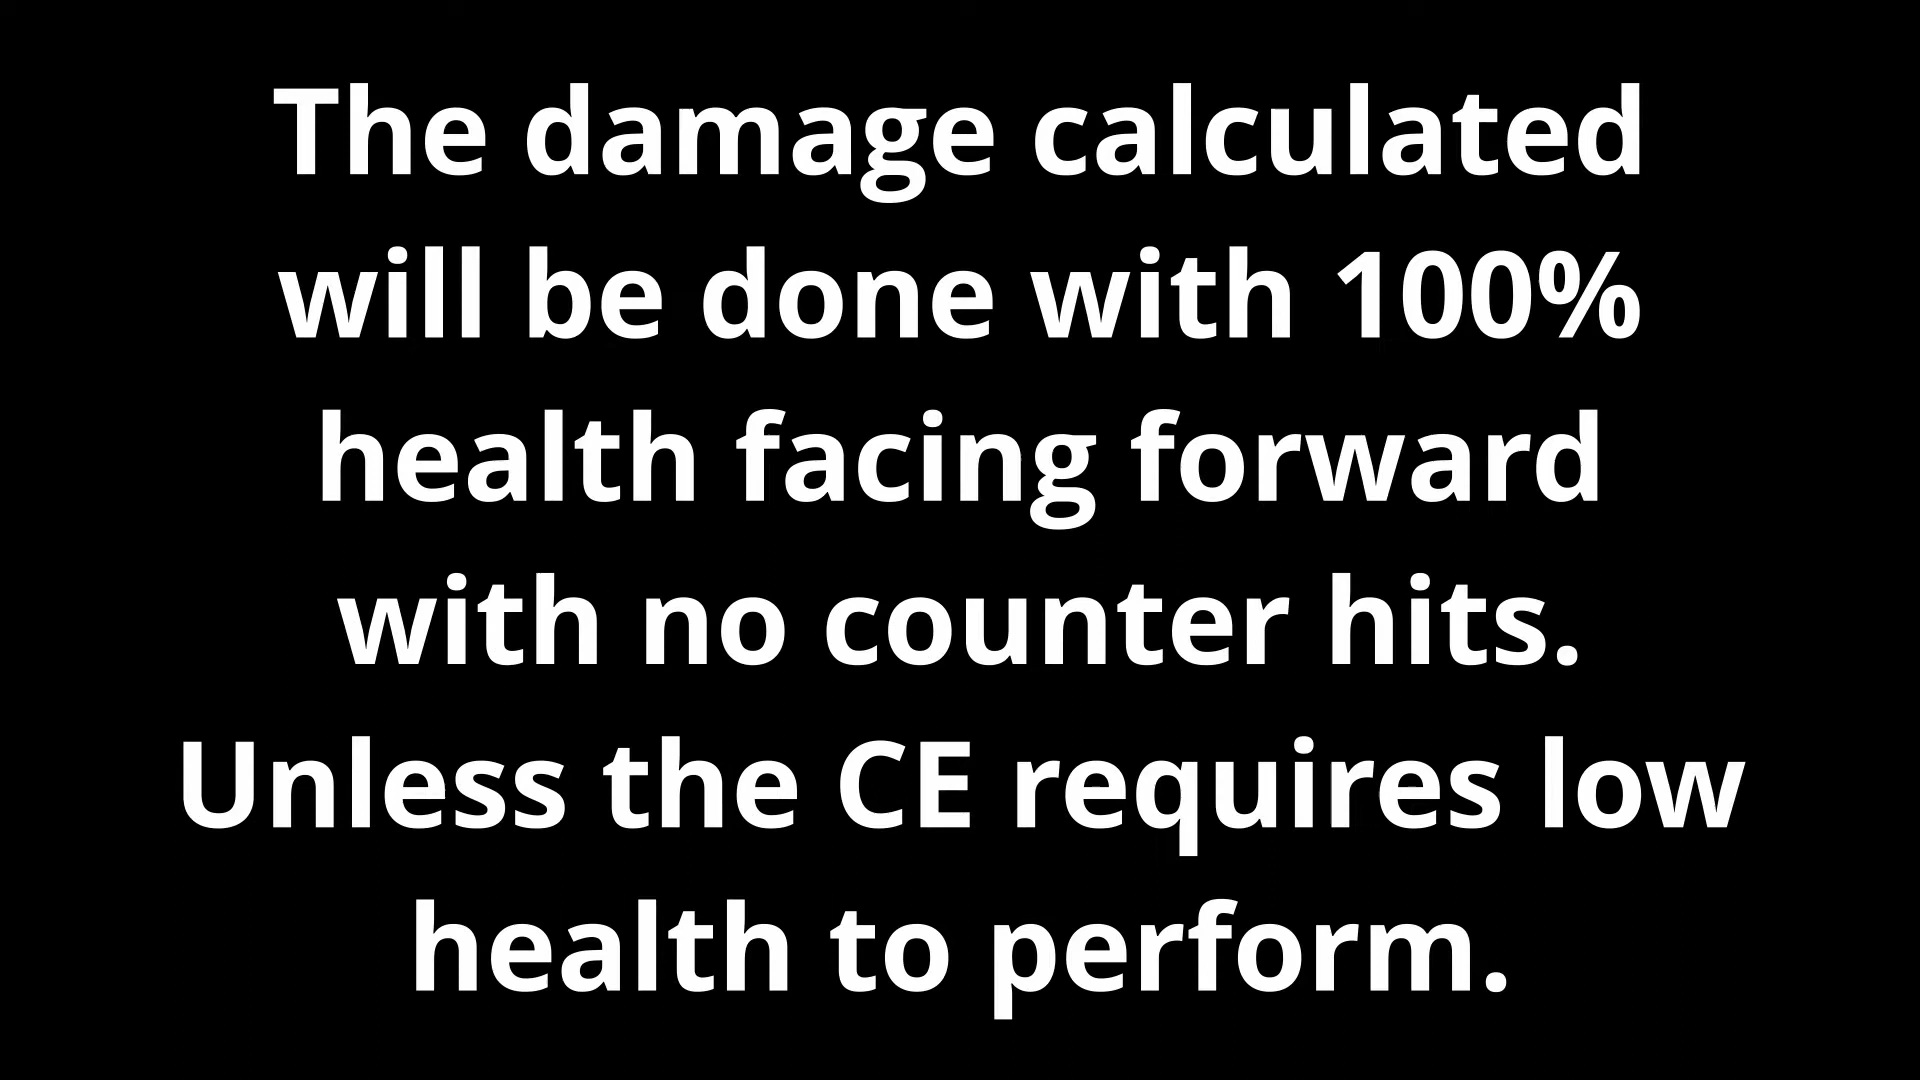 The damage calculated
will be done with 100%
health facing forward
with no counter hits.
Unless the CE requires low
health to perform.